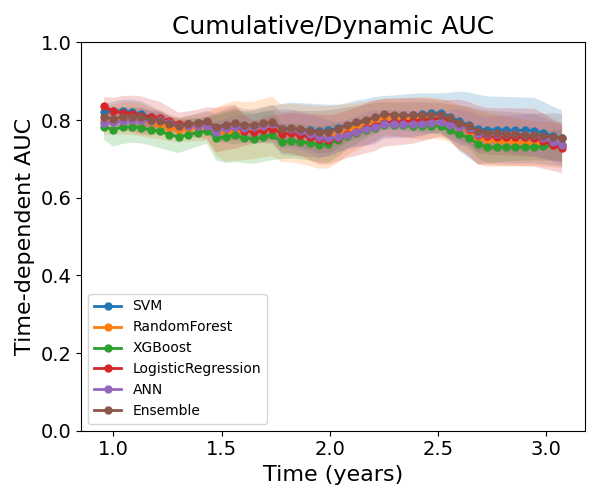 Cumulative/Dynamic AUC
Time-dependent AUC
1.0
0.8
0.6
0.4
0.2
0.0
SVM
RandomForest
XGBoost
LogisticRegression
ANN
Ensemble
1.0 1.5 2.0 2.5 3.0
Time (years)